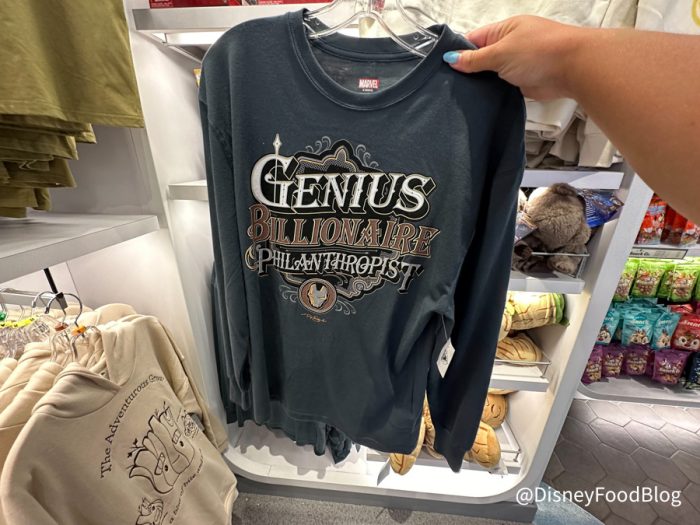 MARVEL
GENIUS
BILLIONAIRE
PHILANTHROPIST
The Adventurous
@DisneyFoodBlog